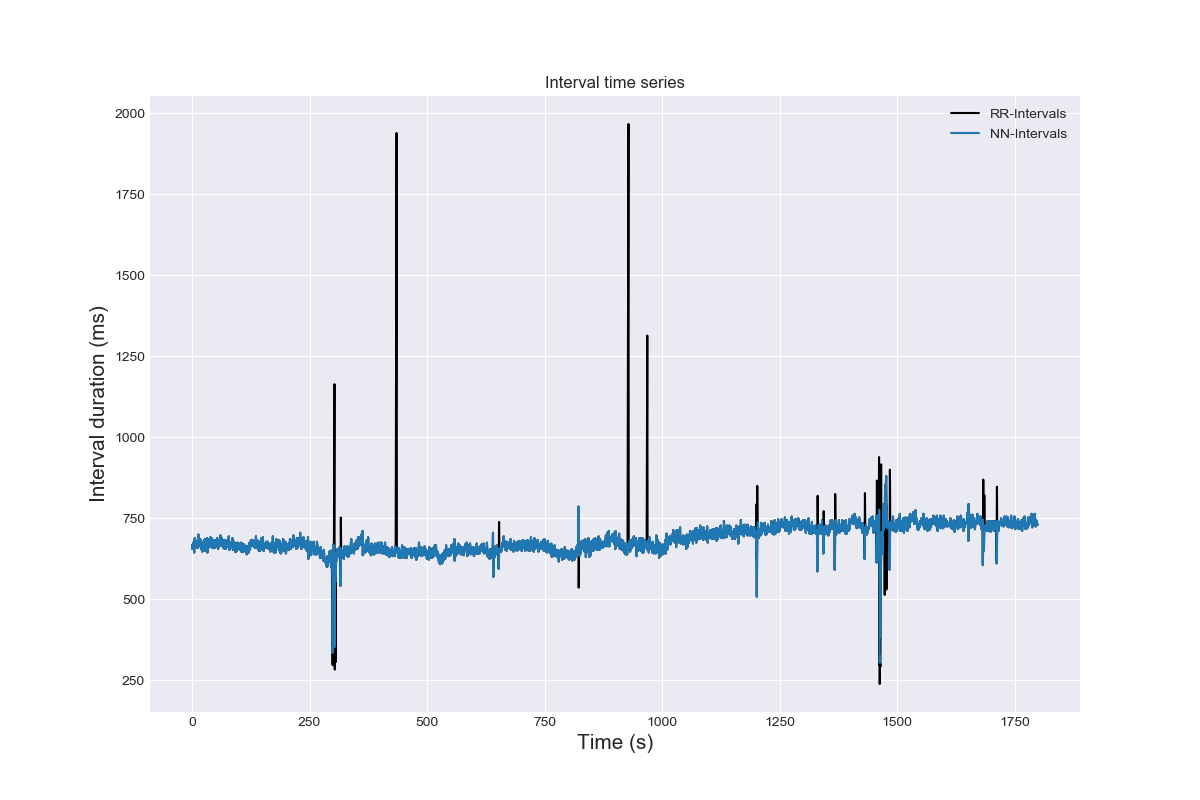 Interval time series
RR-Intervals
NN-Intervals
2000
1750
1500
1250
1000
750
500
250
Interval duration (ms)
0 250 500 750 1000 1250 1500 1750
Time (s)